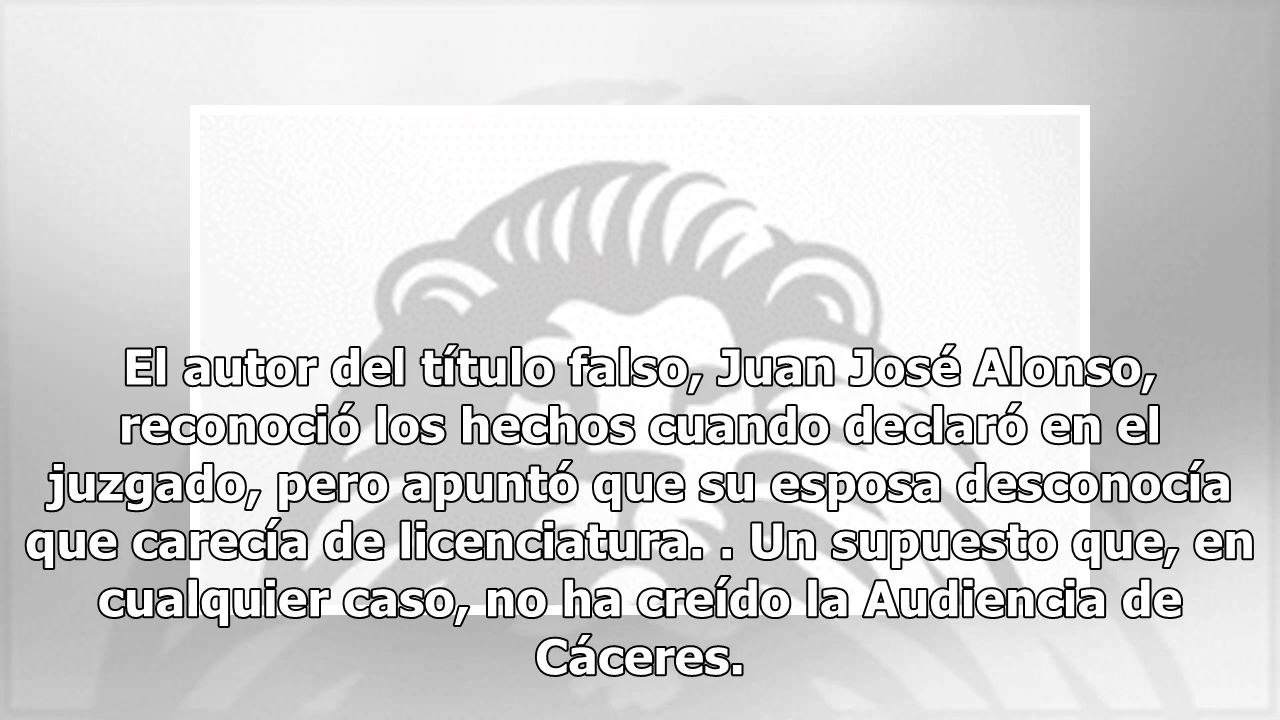 El autor del título falso, Juan José Alonso,
reconoció los hechos cuando declaró en el
juzgado, pero apuntó que su esposa desconocía
que carecía de licenciatura. . Un supuesto que, en
cualquier caso, no ha creído la Audiencia de
Cáceres.